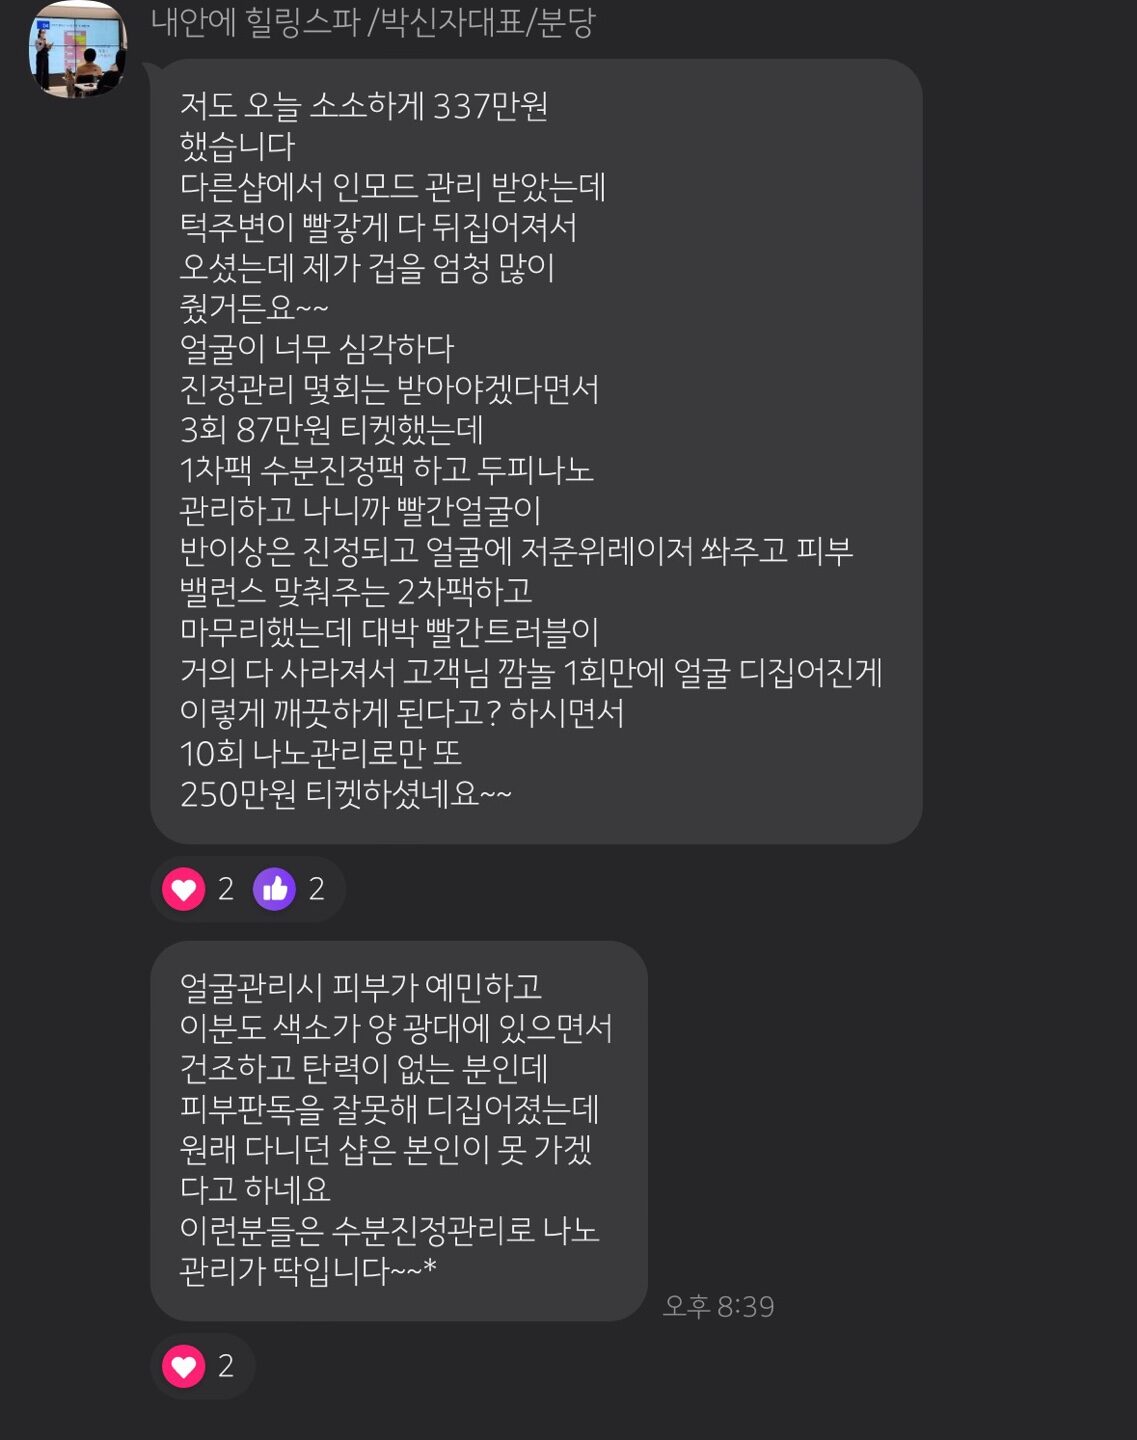 내안에 힐링스파 /박신자대표/분당
저도 오늘 소소하게 337만원
했습니다
다른샵에서 인모드 관리 받았는데
턱주변이 빨갛게 다 뒤집어져서
오셨는데 제가 겁을 엄청 많이
줬거든요~~
얼굴이 너무 심각하다
진정관리 몇회는 받아야겠다면서
3회 87만원 티켓했는데
1차팩 수분진정팩 하고 두피나노
관리하고 나니까 빨간얼굴이
반이상은 진정되고 얼굴에 저준위레이저 쏴주고 피부
밸런스 맞춰주는 2차팩하고
마무리했는데 대박 빨간트러블이
거의 다 사라져서 고객님 깜놀 1회만에 얼굴 디집어진게
이렇게 깨끗하게 된다고? 하시면서
10회 나노관리로만 또
250만원 티켓하셨네요~~
2 2
얼굴관리시 피부가 예민하고
이분도 색소가 양 광대에 있으면서
건조하고 탄력이 없는 분인데
피부판독을 잘못해 디집어졌는데
원래 다니던 샵은 본인이 못 가겠
다고 하네요
이런분들은 수분진정관리로 나노
관리가 딱입니다~~*
오후 8:39
2